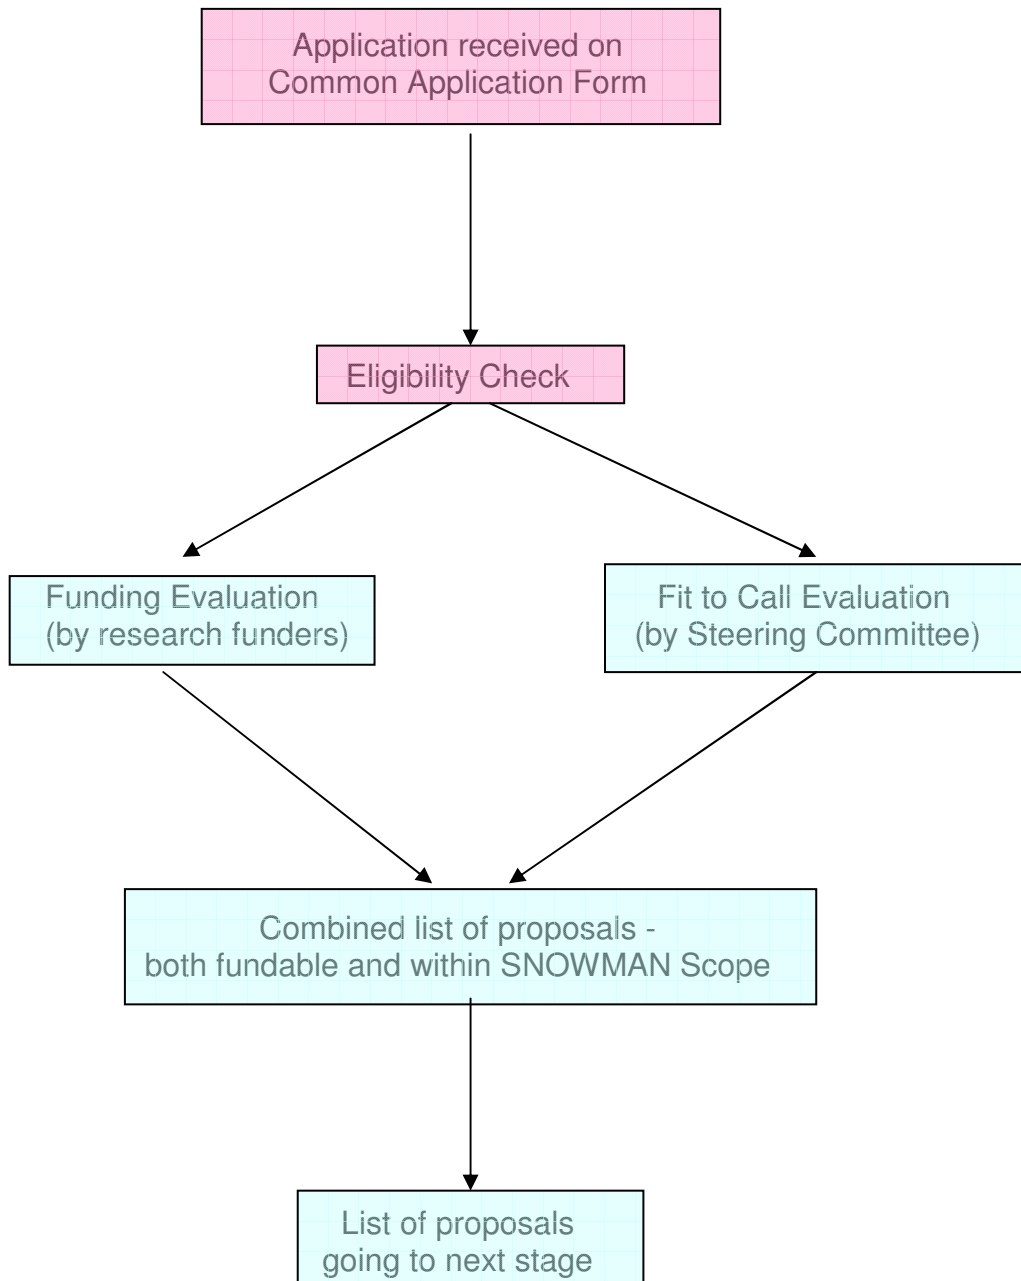 Application received on
Common Application Form
Eligibility Check
Funding Evaluation
(by research funders)
Fit to Call Evaluation
(by Steering Committee)
Combined list of proposals -
both fundable and within SNOWMAN Scope
List of proposals
going to next stage